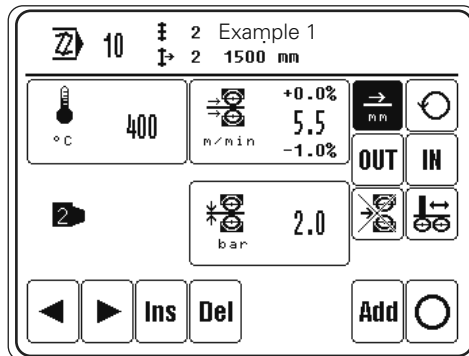 10
2 Example 1
2 1500 mm
°C
400
m/min
+0.0%
5.5
-1.0%
mm
OUT
IN
2
bar
2.0
Ins
Del
Add